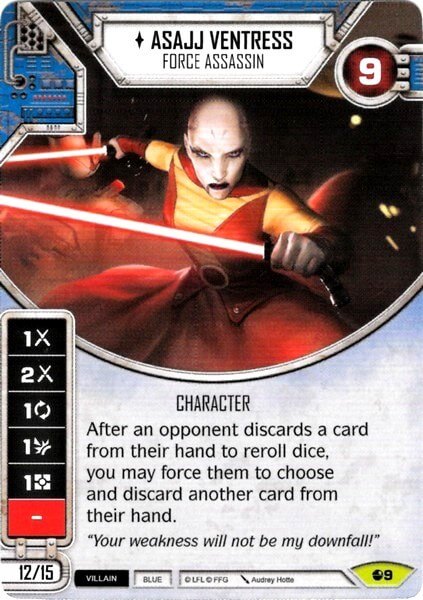 ASAJJ VENTRESS
FORCE ASSASSIN
9
1
2
1
1
1
-
CHARACTER
After an opponent discards a card
from their hand to reroll dice,
you may force them to choose
and discard another card from
their hand.
“Your weakness will not be my downfall!”
12/15
VILLAIN
BLUE
© LFL © FFG
Audrey Hotte
9